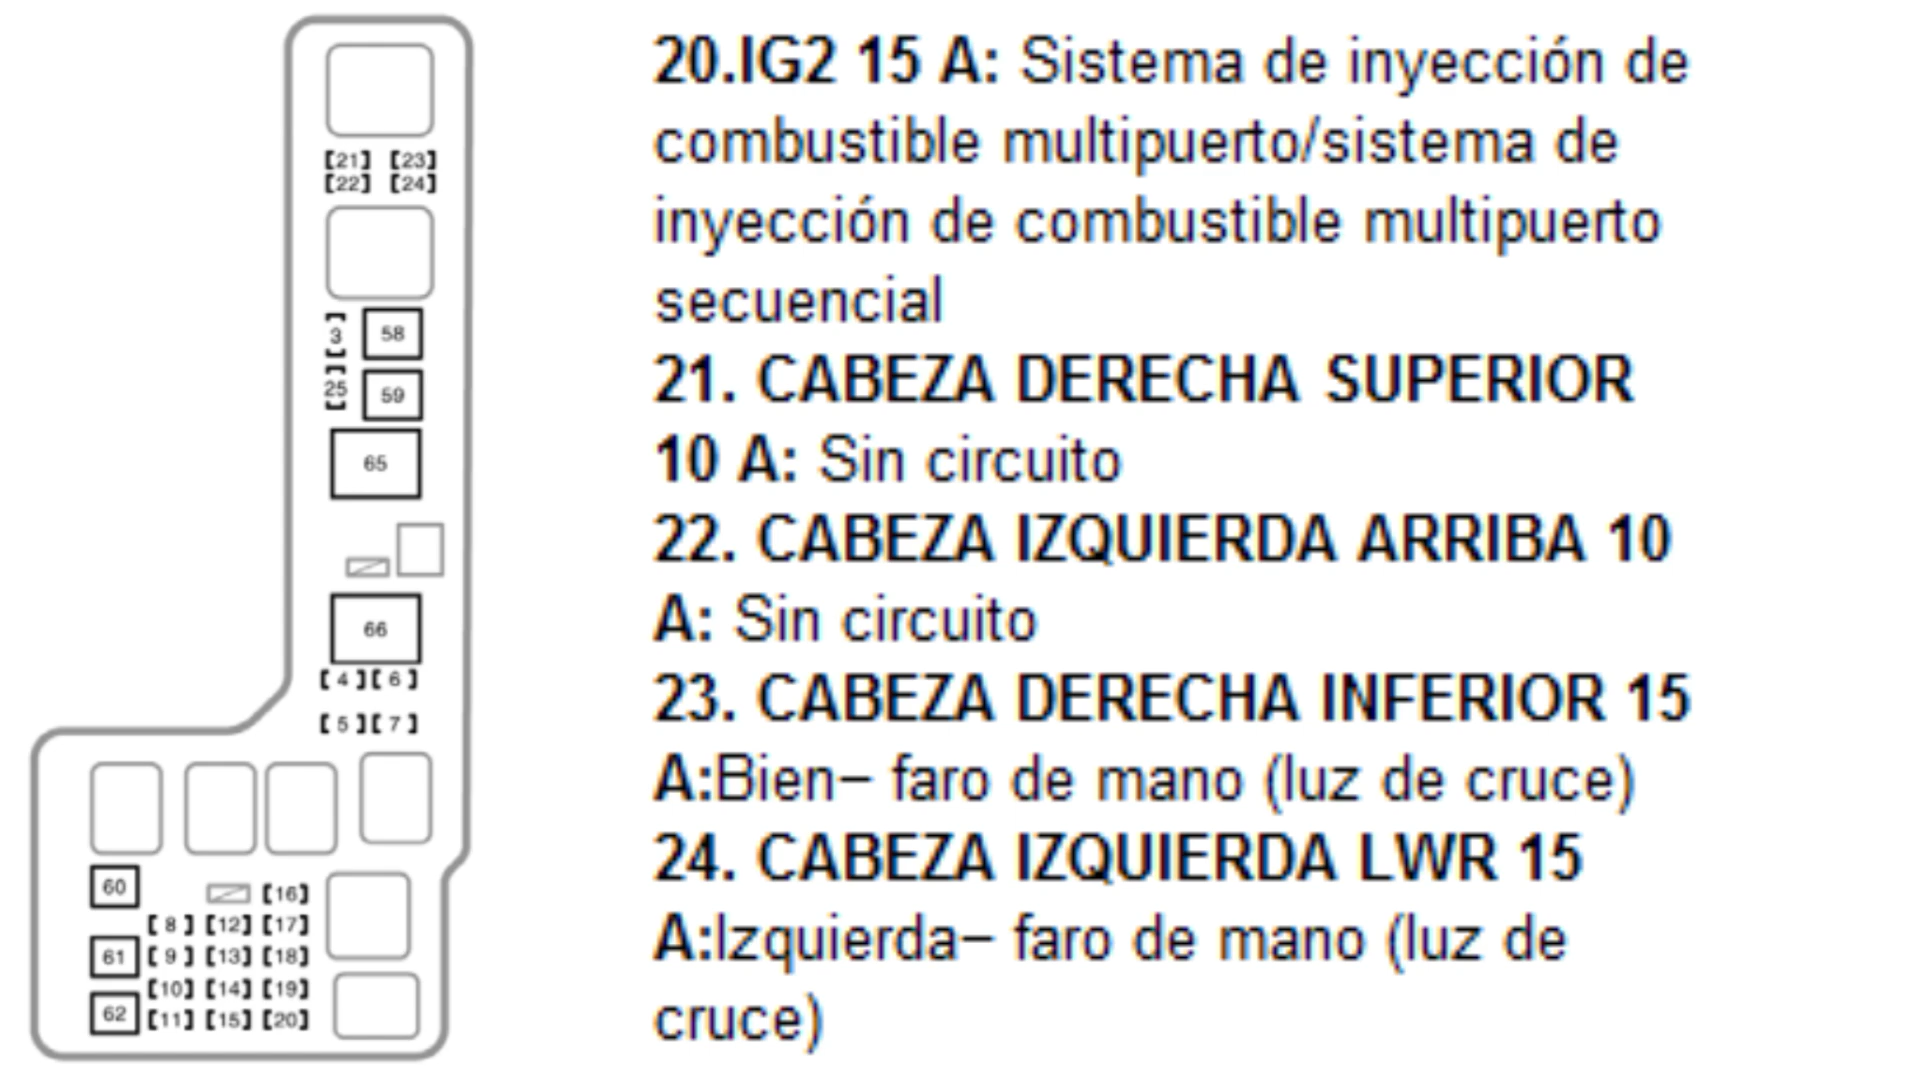 [21] [23]
[22] [24]
3 58
25 59
65
66
[ 4 ][ 6 ]
[ 5 ][ 7 ]
60 [16]
[ 8 ] [12] [17]
61 [ 9 ] [13] [18]
[10] [14] [19]
62 [11] [15] [20]
20.IG2 15 A: Sistema de inyección de
combustible multipuerto/sistema de
inyección de combustible multipuerto
secuencial
21. CABEZA DERECHA SUPERIOR
10 A: Sin circuito
22. CABEZA IZQUIERDA ARRIBA 10
A: Sin circuito
23. CABEZA DERECHA INFERIOR 15
A:Bien– faro de mano (luz de cruce)
24. CABEZA IZQUIERDA LWR 15
A:Izquierda– faro de mano (luz de
cruce)